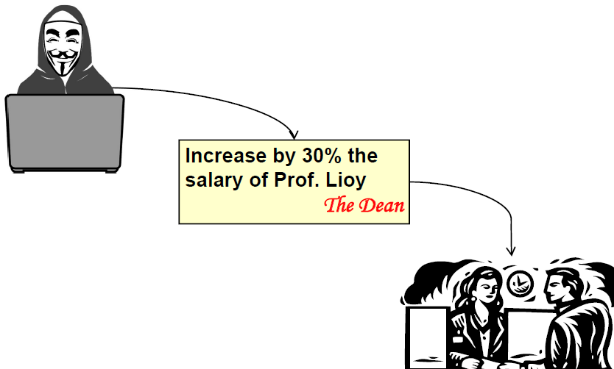 Increase by 30% the
salary of Prof. Lioy
The Dean